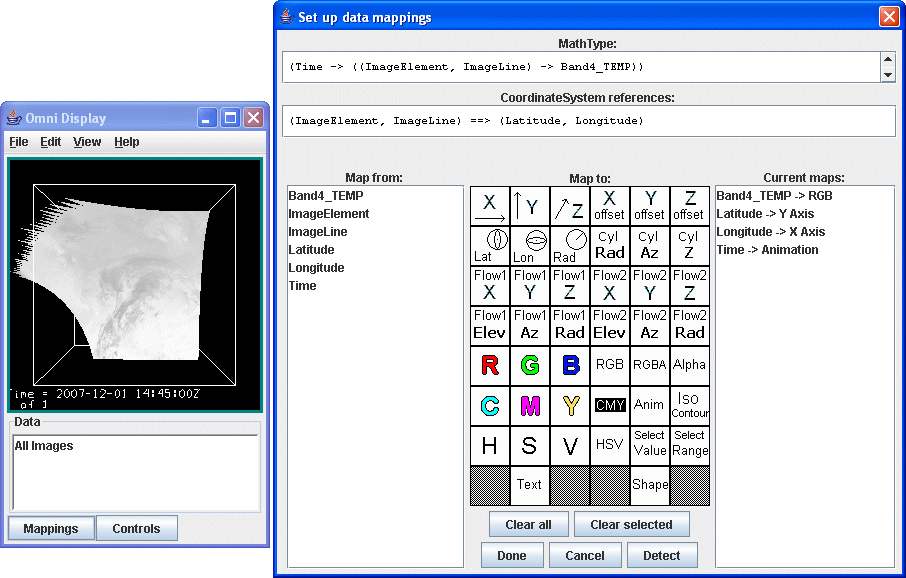 Set up data mappings
MathType:
(Time -> ((ImageElement, ImageLine) -> Band4_TEMP))
CoordinateSystem references:
(ImageElement, ImageLine) ==> (Latitude, Longitude)
Omni Display
File Edit View Help
ime = 2007-12-01 14:45:00Z
of 1
Data
All Images
Mappings Controls
Map from:
Band4_TEMP
ImageElement
ImageLine
Latitude
Longitude
Time
Map to:
X Y Z X offset Y offset Z offset
Lat Lon Rad Cyl Rad Cyl Az Cyl Z
Flow1 X Flow1 Y Flow1 Z Flow2 X Flow2 Y Flow2 Z
Flow1 Elev Flow1 Az Flow1 Rad Flow2 Elev Flow2 Az Flow2 Rad
R G B RGB RGBA Alpha
C M Y CMY Anim Iso Contour
H S V HSV Select Value Select Range
Text Shape
Clear all Clear selected
Done Cancel Detect
Current maps:
Band4_TEMP -> RGB
Latitude -> Y Axis
Longitude -> X Axis
Time -> Animation